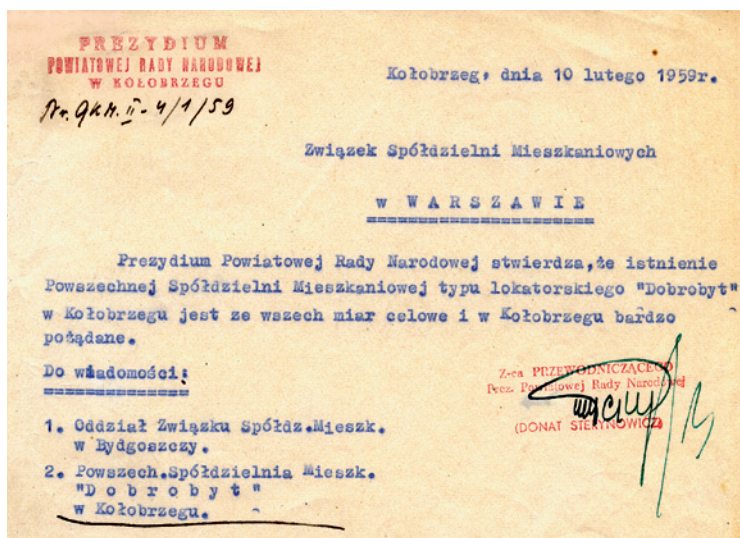 PREZYDIUM
POWIATOWEJ RADY NARODOWEJ
W KOŁOBRZEGU
Nr. GKM. II - 4/1/59
Kołobrzeg, dnia 10 lutego 1959r.
Związek Spółdzielni Mieszkaniowych
w WARSZAWIE
Prezydium Powiatowej Rady Narodowej stwierdza,że istnienie
Powszechnej Spółdzielni Mieszkaniowej typu lokatorskiego "Dobrobyt"
w Kołobrzegu jest ze wszech miar celowe i w Kołobrzegu bardzo
pożądane.
Do wiadomości:
Z-ca PRZEWODNICZĄCEGO
Prez. Powiatowej Rady Narodowej
(DONAT STERYNOWICZ)
1. Oddział Związku Spółdz.Mieszk.
w Bydgoszczy.
2. Powszech.Spółdzielnia Mieszk.
"D o b r o b y t"
w Kołobrzegu.